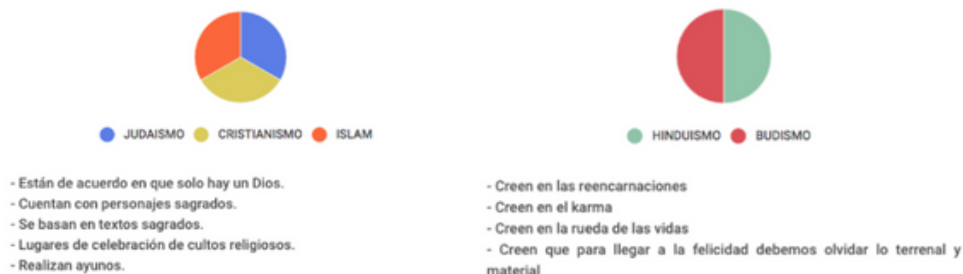 JUDAISMO CRISTIANISMO ISLAM
- Están de acuerdo en que solo hay un Dios.
- Cuentan con personajes sagrados.
- Se basan en textos sagrados.
- Lugares de celebración de cultos religiosos.
- Realizan ayunos.
HINDUISMO BUDISMO
- Creen en las reencarnaciones
- Creen en el karma
- Creen en la rueda de las vidas
- Creen que para llegar a la felicidad debemos olvidar lo terrenal y
material